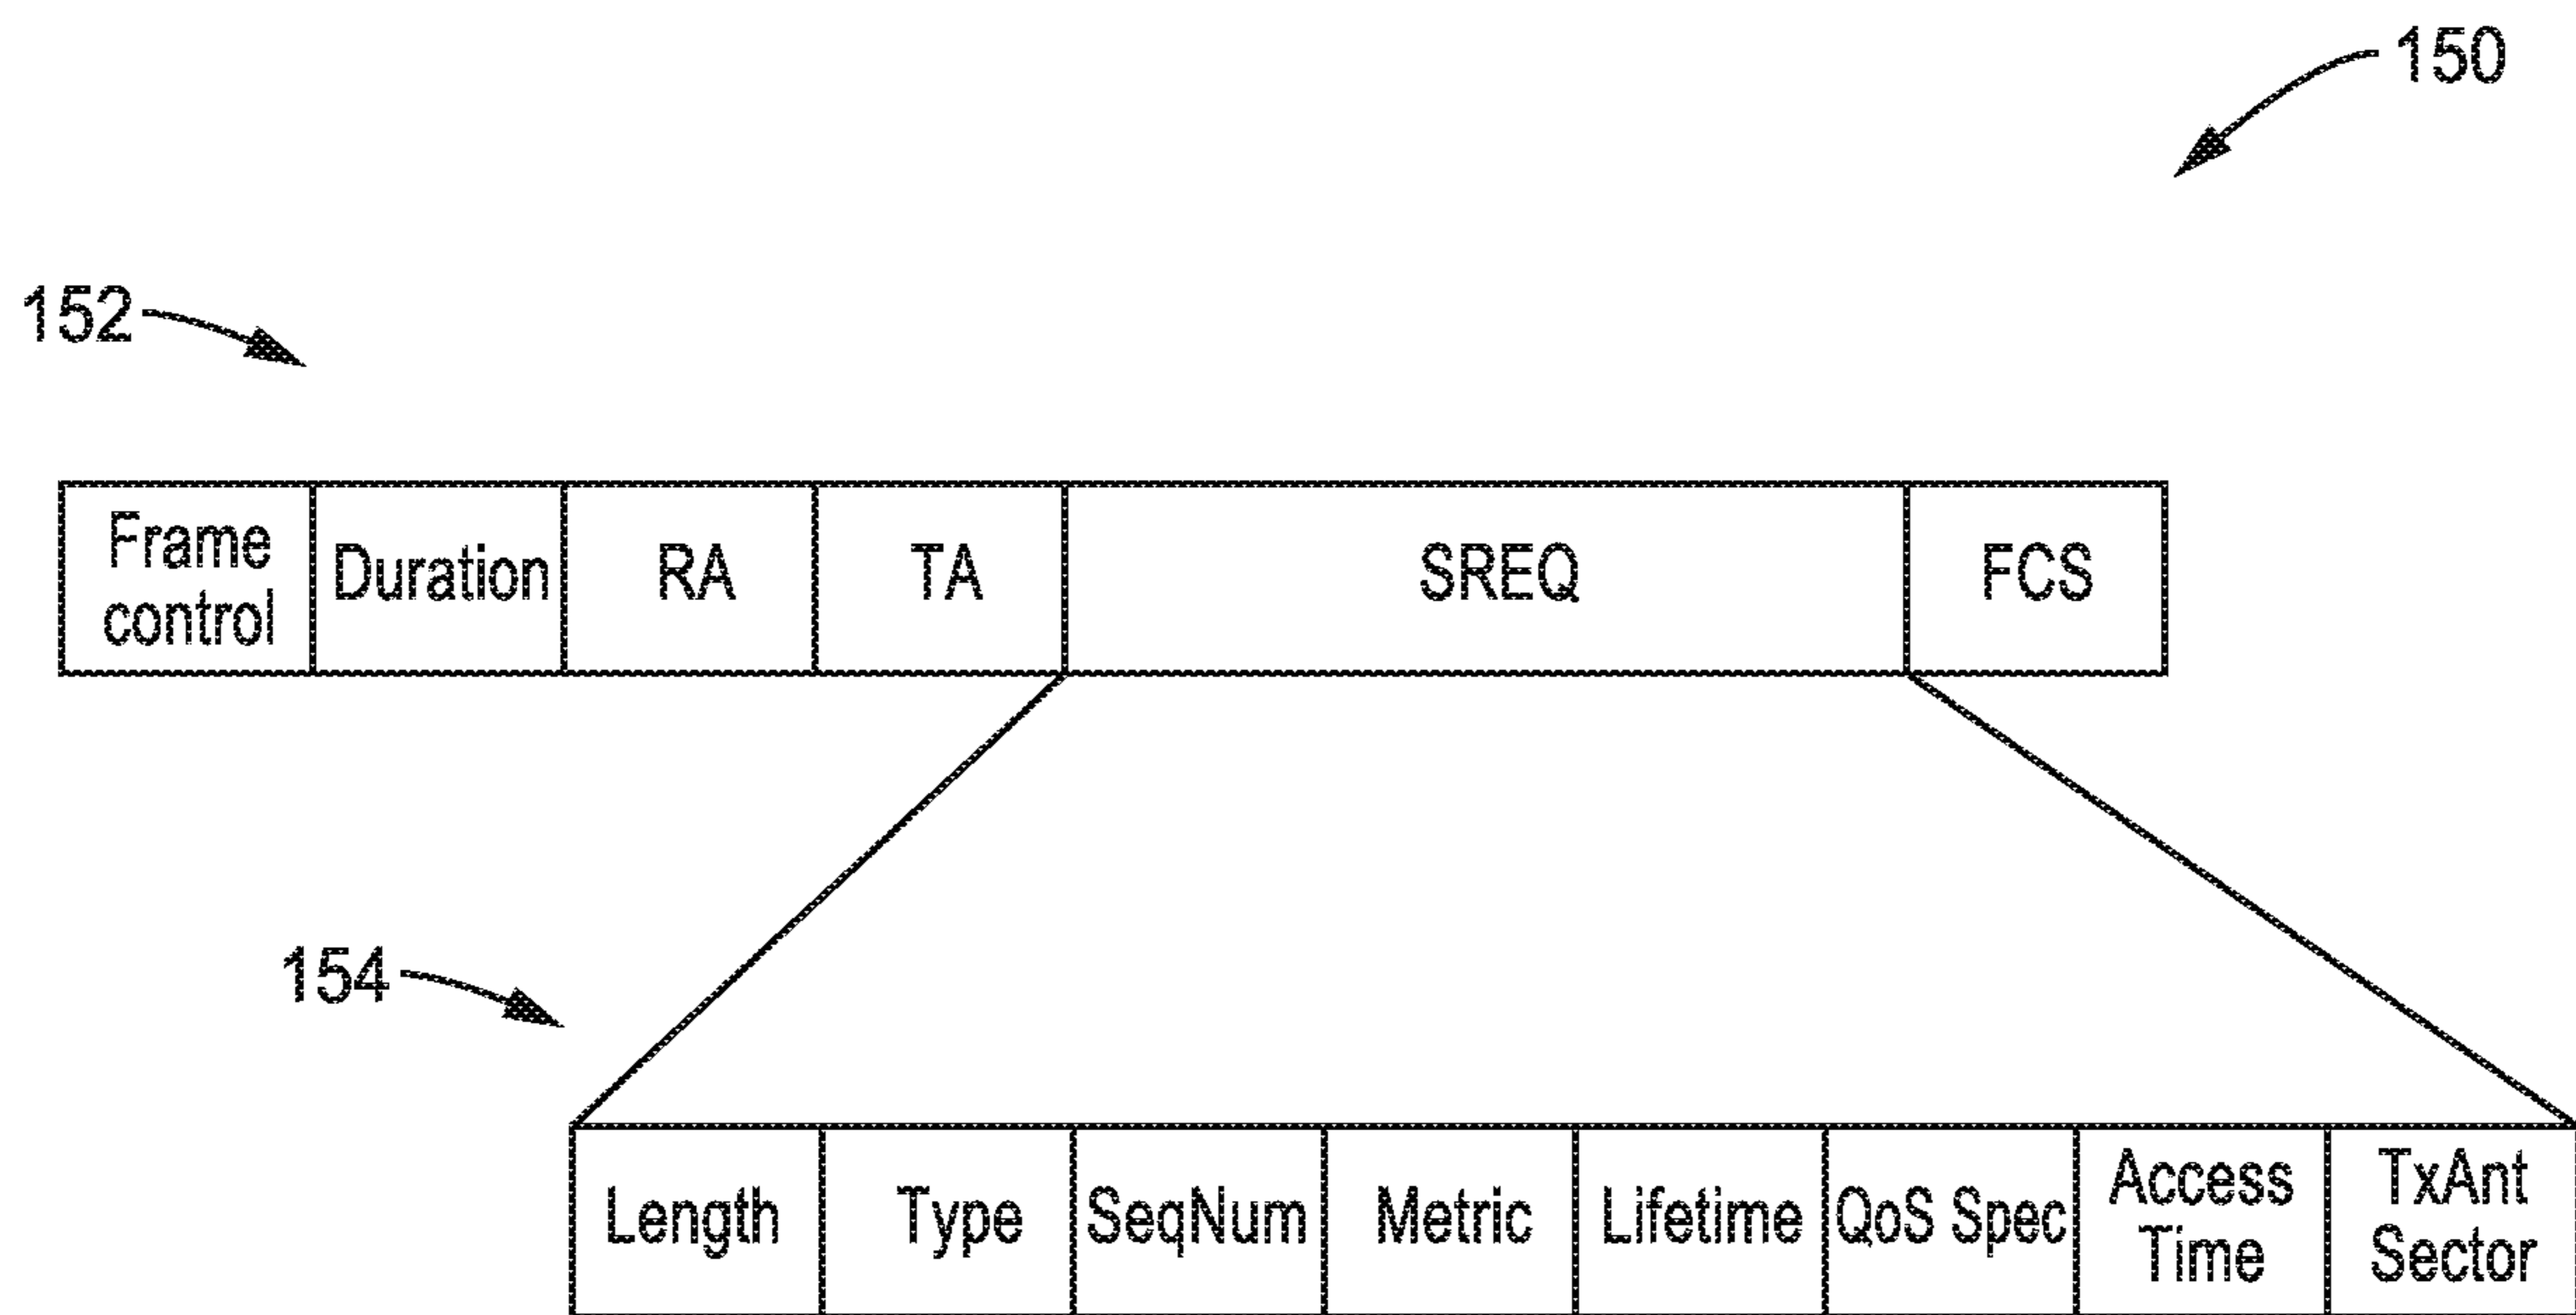 150
152
Frame
control
Duration
RA
TA
SREQ
FCS
154
Length
Type
SeqNum
Metric
Lifetime
QoS Spec
Access
Time
TxAnt
Sector